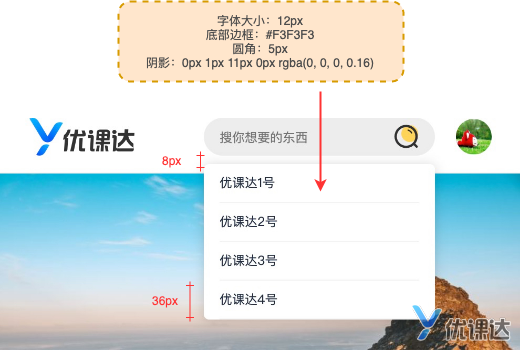 字体大小：12px
底部边框：#F3F3F3
圆角：5px
阴影：0px 1px 11px 0px rgba(0, 0, 0, 0.16)
优课达
搜你想要的东西
8px
优课达1号
优课达2号
优课达3号
36px
优课达4号
优课达